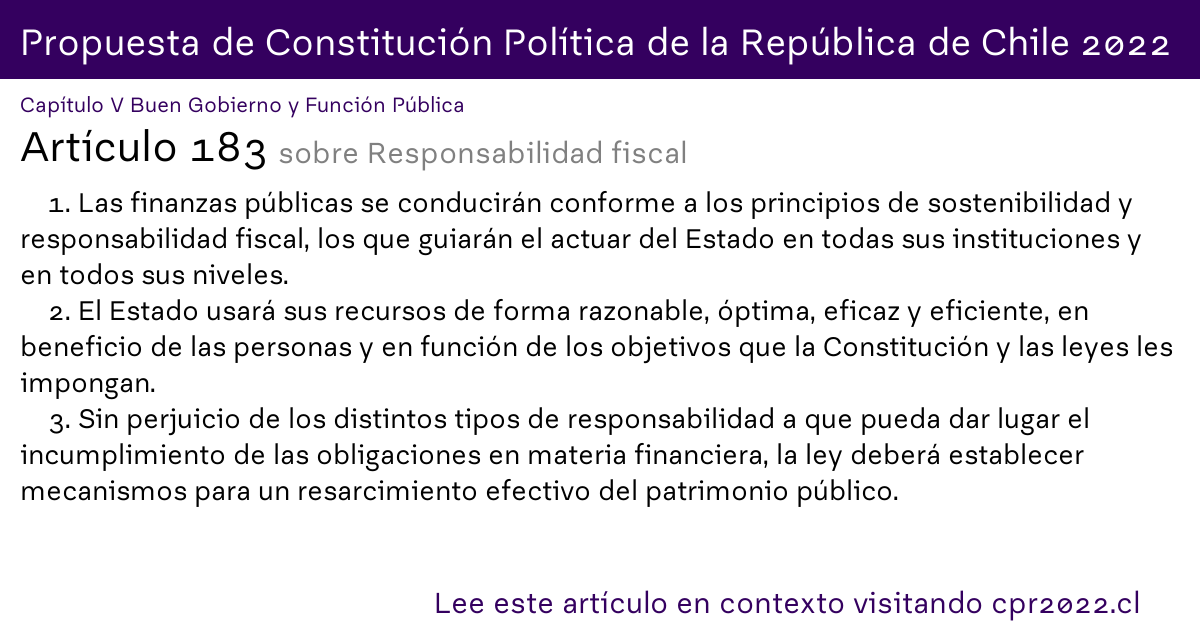 Propuesta de Constitución Política de la República de Chile 2022
Capítulo V Buen Gobierno y Función Pública
Artículo 183 sobre Responsabilidad fiscal
1. Las finanzas públicas se conducirán conforme a los principios de sostenibilidad y
responsabilidad fiscal, los que guiarán el actuar del Estado en todas sus instituciones y
en todos sus niveles.
2. El Estado usará sus recursos de forma razonable, óptima, eficaz y eficiente, en
beneficio de las personas y en función de los objetivos que la Constitución y las leyes les
impongan.
3. Sin perjuicio de los distintos tipos de responsabilidad a que pueda dar lugar el
incumplimiento de las obligaciones en materia financiera, la ley deberá establecer
mecanismos para un resarcimiento efectivo del patrimonio público.
Lee este artículo en contexto visitando cpr2022.cl